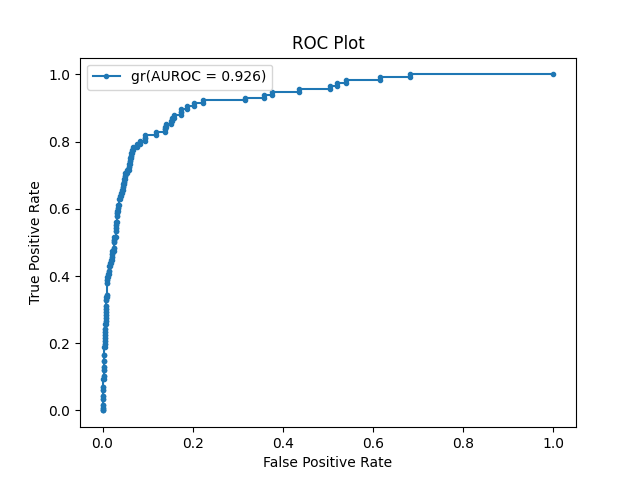 ROC Plot
gr(AUROC = 0.926)
1.0
0.8
0.6
0.4
0.2
0.0
True Positive Rate
0.0 0.2 0.4 0.6 0.8 1.0
False Positive Rate